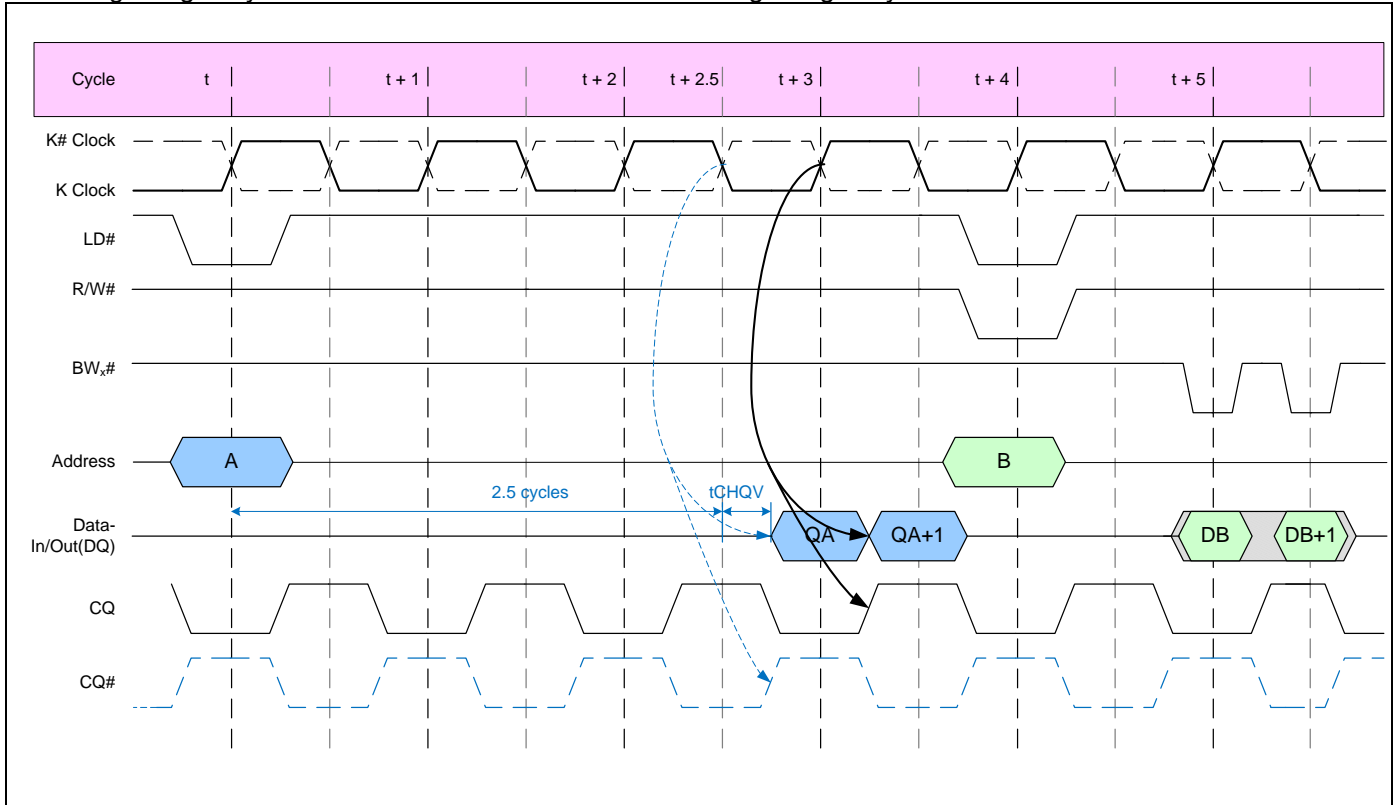 Cycle t t + 1 t + 2 t + 2.5 t + 3 t + 4 t + 5
K# Clock
K Clock
LD#
R/W#
BWx#
Address A B
2.5 cycles tCHQV
Data-
In/Out(DQ) QA QA+1 DB DB+1
CQ
CQ#